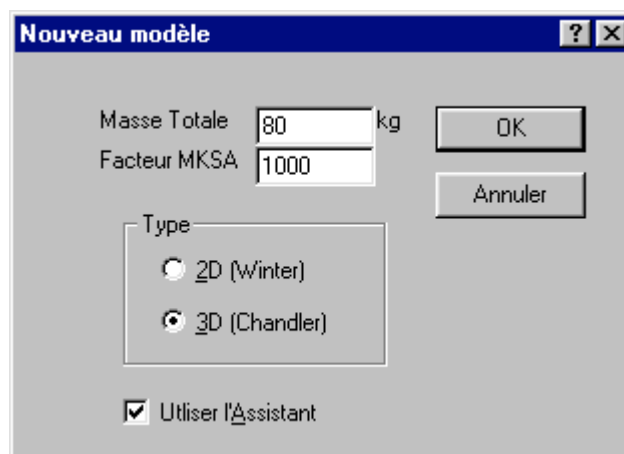 Nouveau modèle
Masse Totale 80 kg OK
Facteur MKSA 1000
Annuler
Type
2D (Winter)
3D (Chandler)
Utliser l'Assistant